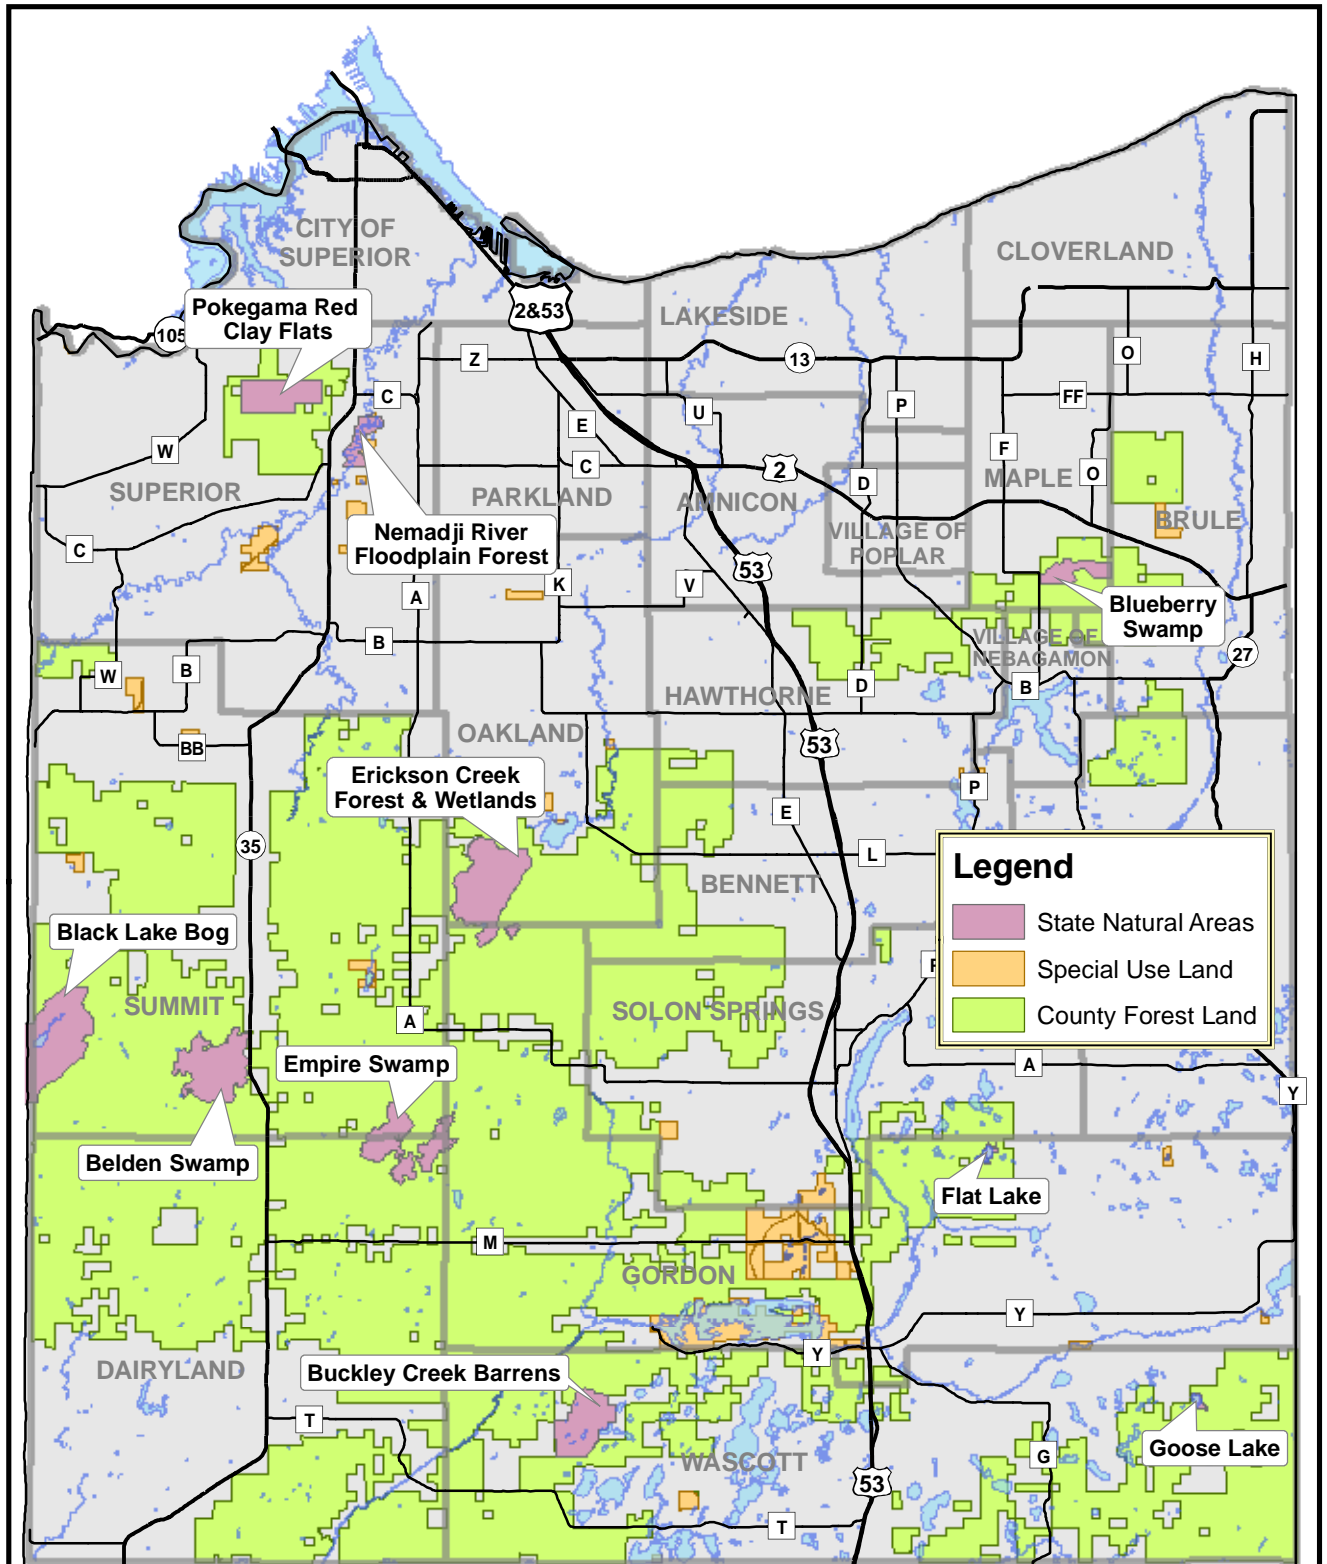 CITY OF
SUPERIOR
CLOVERLAND
Pokegama Red
Clay Flats
2&53
LAKESIDE
105
Z
13
O
H
C
FF
P
U
E
W
F
C
2
O
D
SUPERIOR
PARKLAND
AMNICON
MAPLE
BRULE
Nemadji River
Floodplain Forest
VILLAGE OF
POPLAR
C
53
K
V
A
Blueberry
Swamp
B
VILLAGE OF
NEBAGAMON
27
B
W
D
B
HAWTHORNE
OAKLAND
BB
53
Erickson Creek
Forest & Wetlands
P
E
35
L
Legend
BENNETT
State Natural Areas
Black Lake Bog
Special Use Land
SUMMIT
SOLON SPRINGS
County Forest Land
A
Empire Swamp
A
Y
Belden Swamp
Flat Lake
M
GORDON
Y
Y
DAIRYLAND
Buckley Creek Barrens
T
Goose Lake
G
WASCOTT
53
T